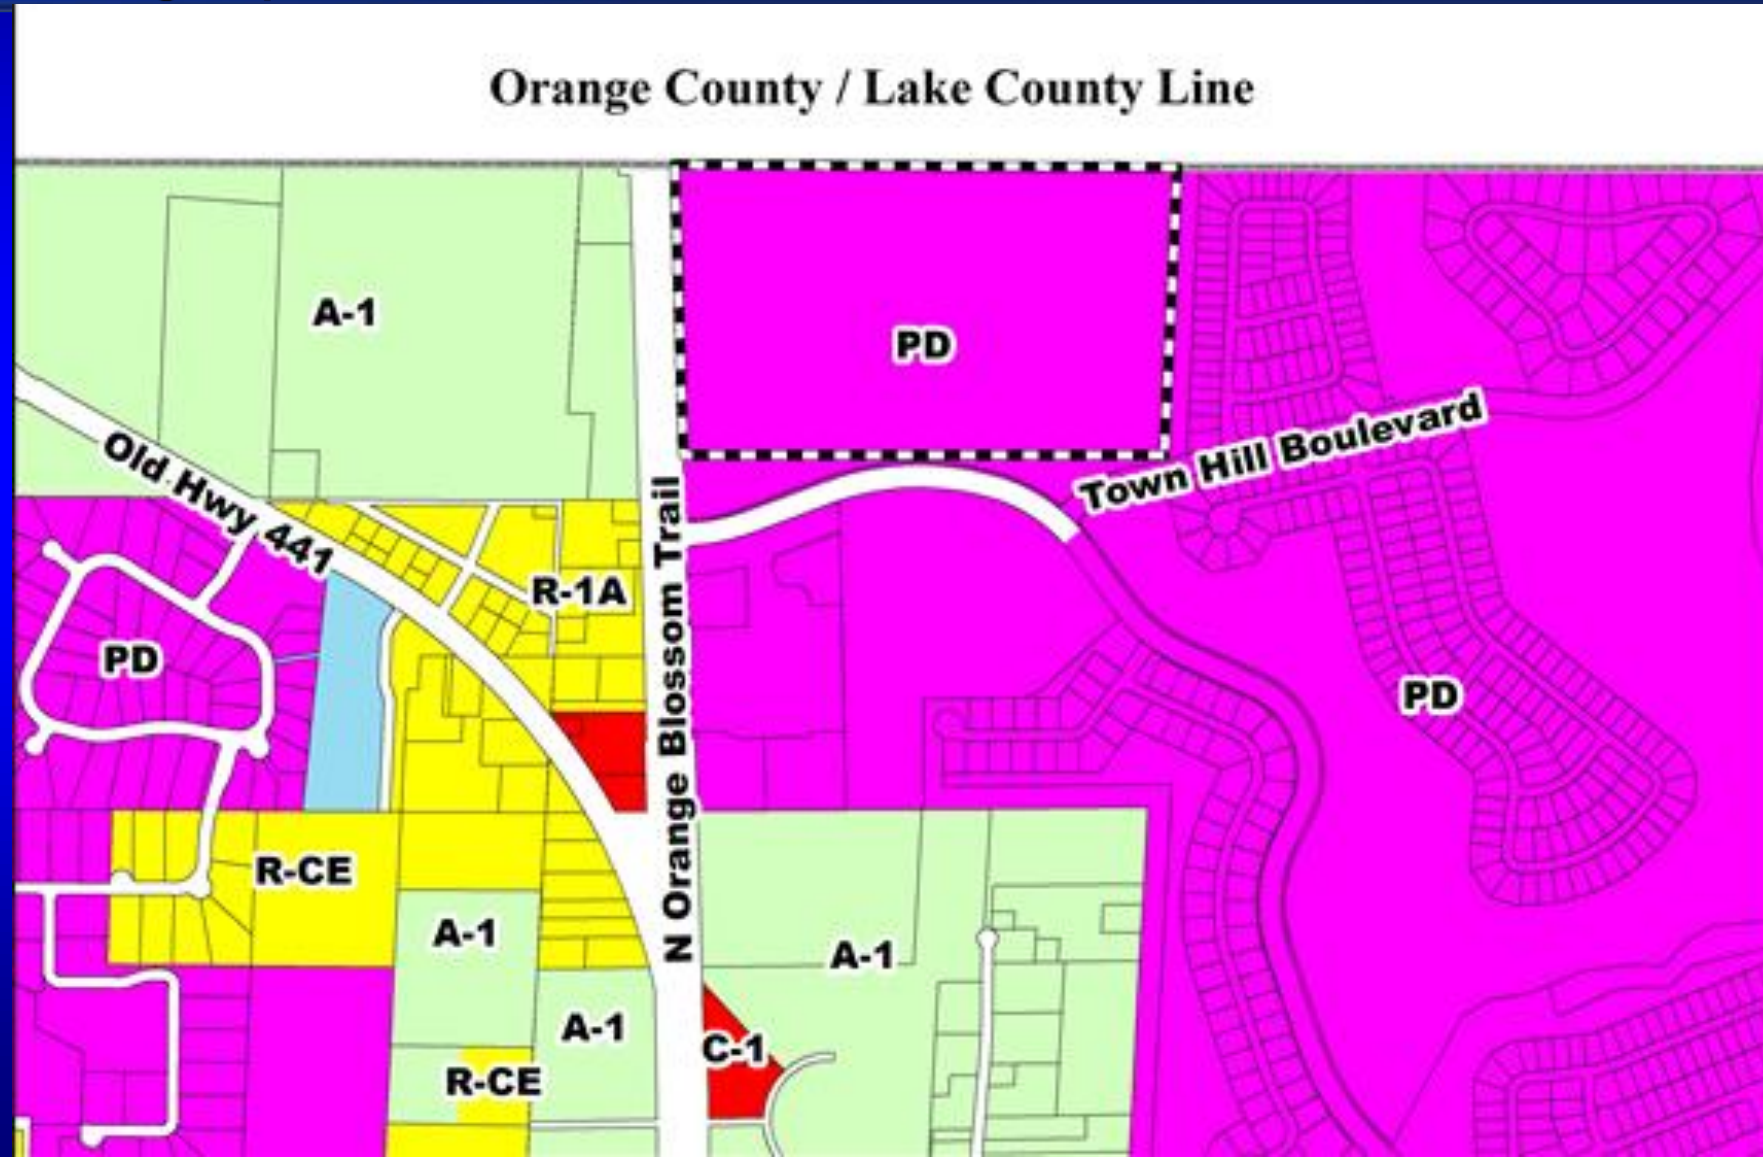 Orange County / Lake County Line
A-1
PD
Old Hwy 441
Town Hill Boulevard
N Orange Blossom Trail
R-1A
PD
PD
R-CE
A-1
A-1
A-1
C-1
R-CE